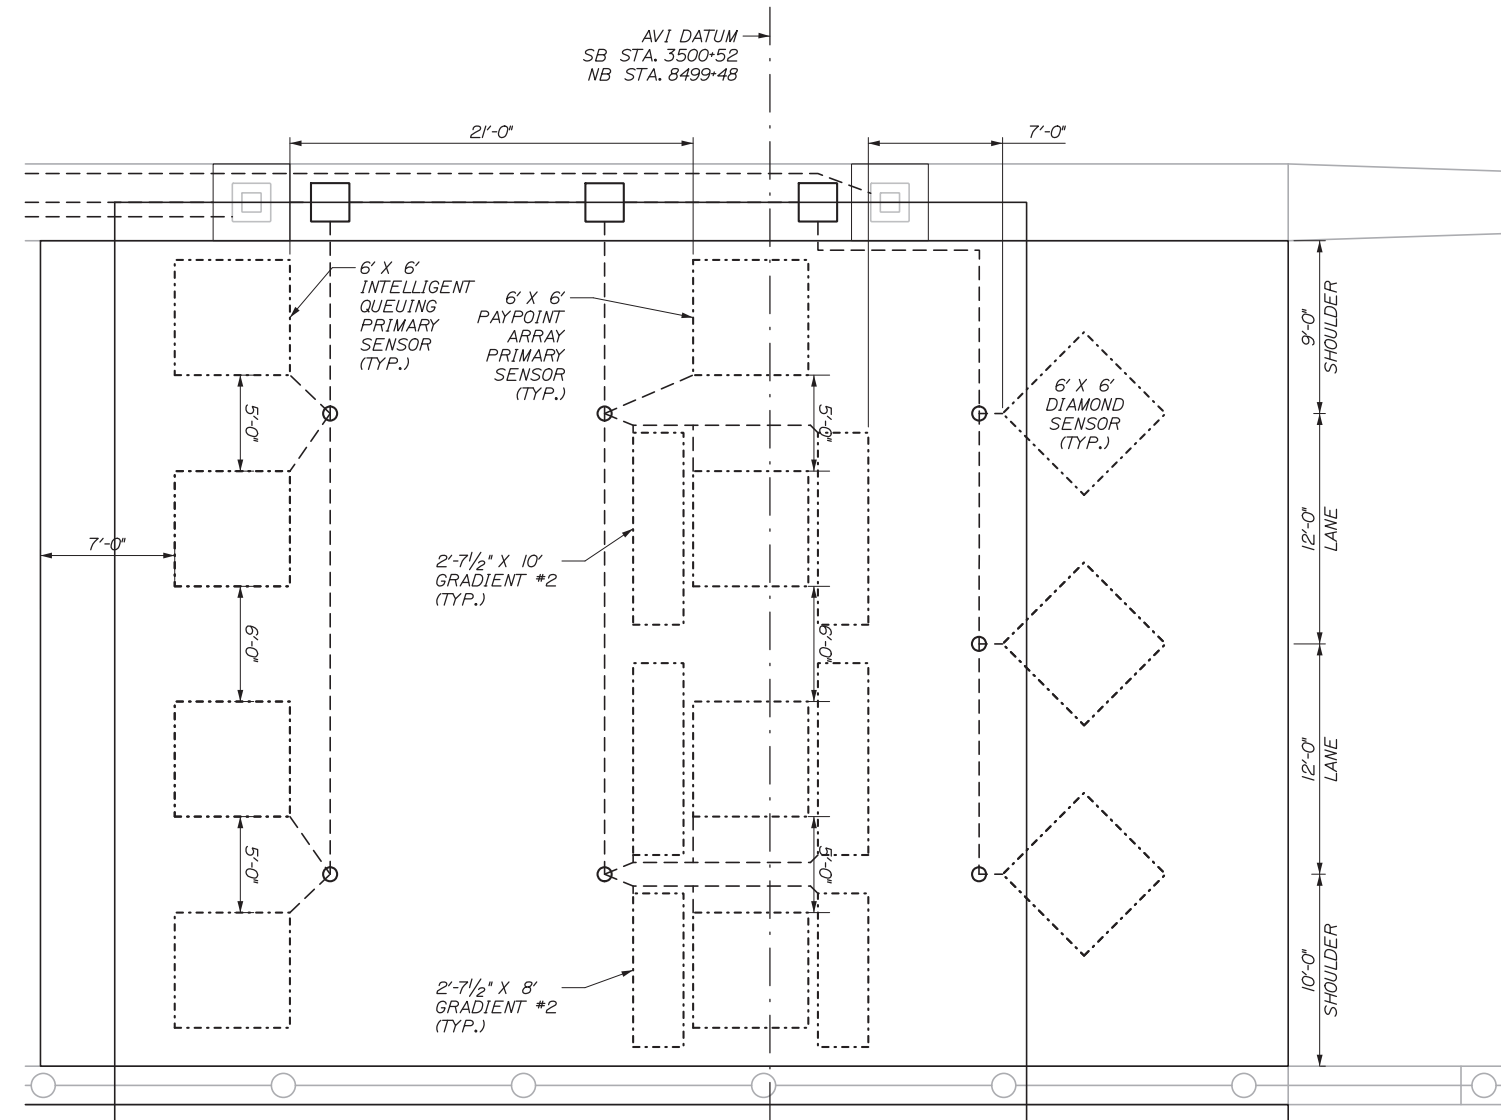 AVI DATUM
SB STA. 3500+52
NB STA. 8499+48
21'-0"
7'-0"
6' X 6'
INTELLIGENT
QUEUING
PRIMARY
SENSOR
(TYP.)
6' X 6'
PAYPOINT
ARRAY
PRIMARY
SENSOR
(TYP.)
6' X 6'
DIAMOND
SENSOR
(TYP.)
9'-0"
SHOULDER
5'-0"
5'-0"
12'-0"
LANE
7'-0"
2'-7 1/2" X 10'
GRADIENT #2
(TYP.)
6'-0"
6'-0"
12'-0"
LANE
5'-0"
5'-0"
2'-7 1/2" X 8'
GRADIENT #2
(TYP.)
10'-0"
SHOULDER